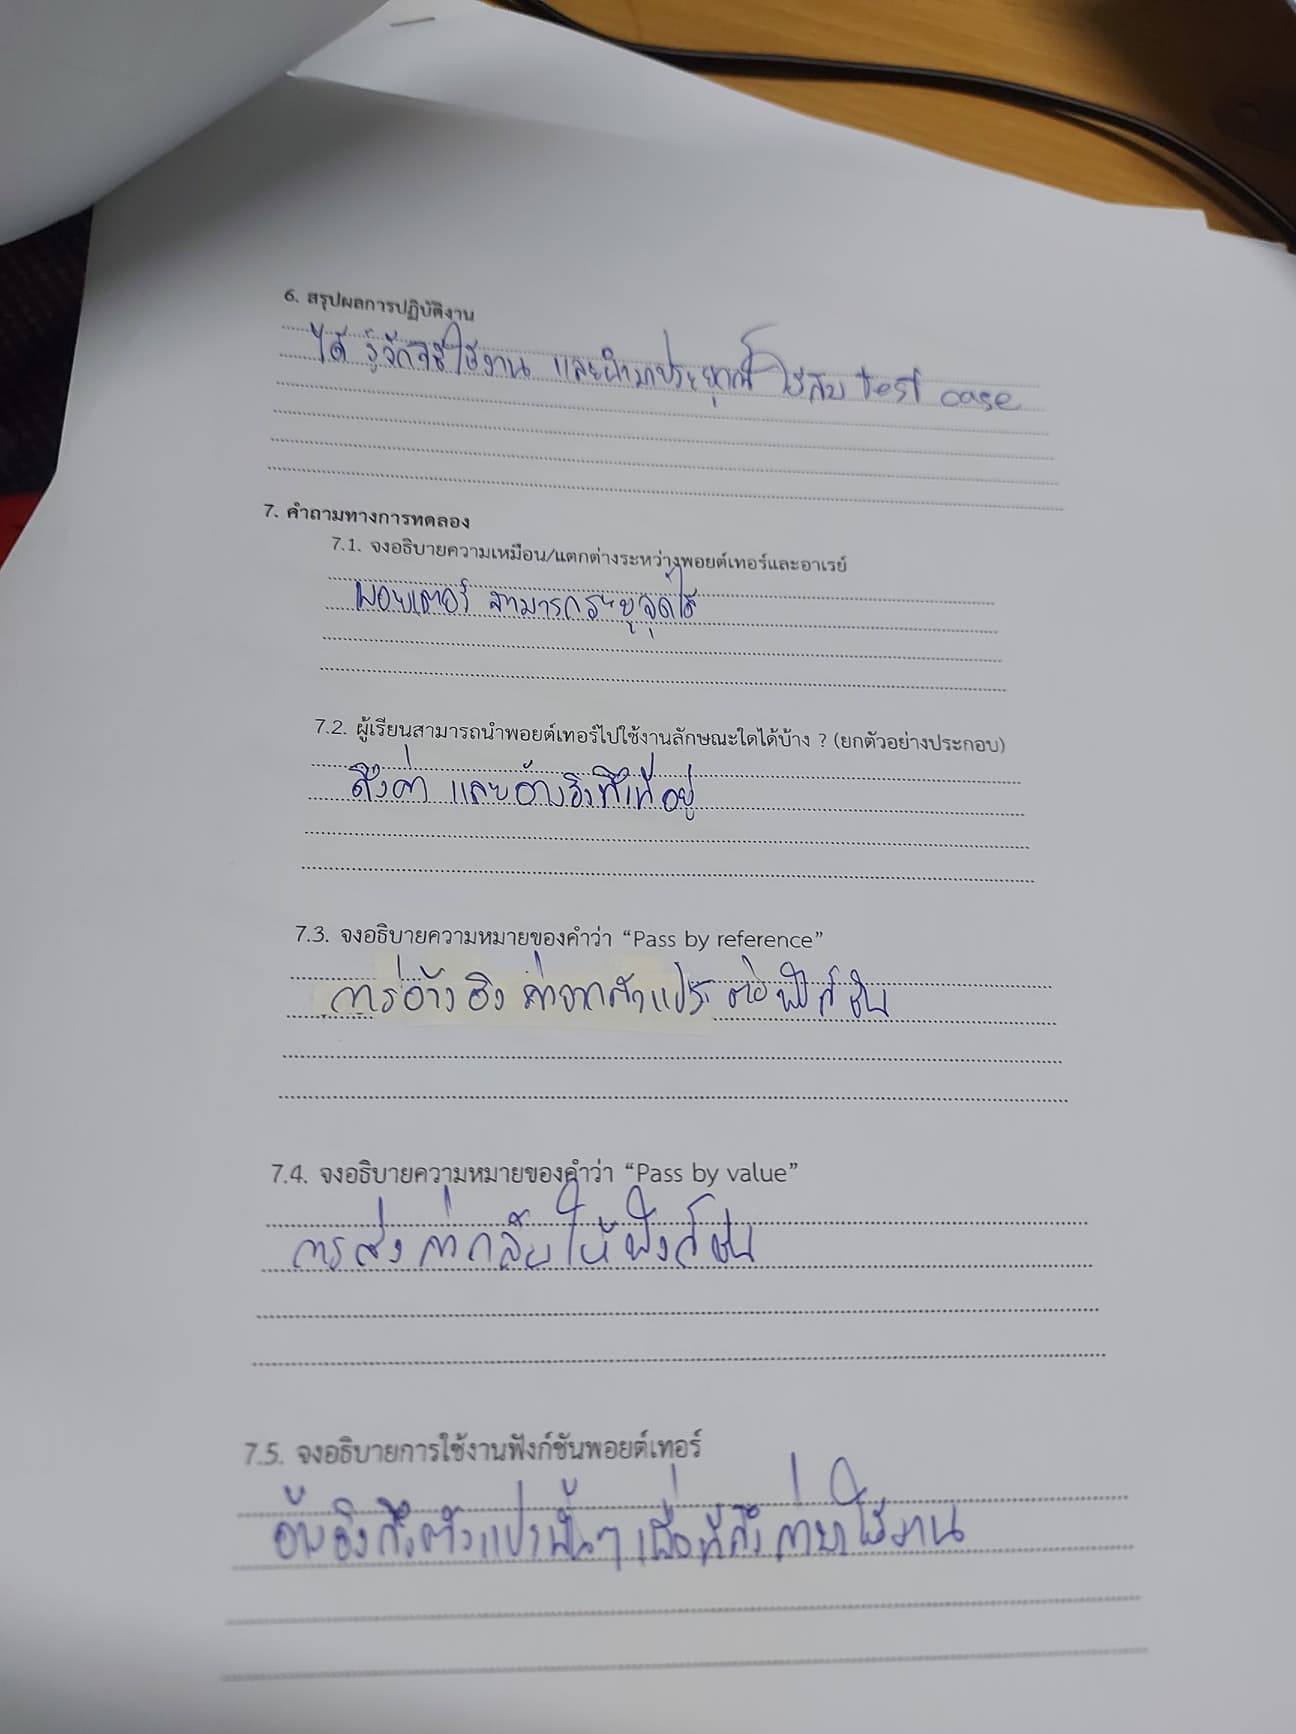 6. สรุปผลการปฏิบัติงาน
ได้ รู้จักวิธีใช้งาน และนำมาประยุกต์ ใช้กับ test case
7. คำถามทางการทดลอง
7.1. จงอธิบายความเหมือน/แตกต่างระหว่างพอยต์เทอร์และอาเรย์
พอยเตอร์ สามารถระบุจุดได้
7.2. ผู้เรียนสามารถนำพอยต์เทอร์ไปใช้งานลักษณะใดได้บ้าง ? (ยกตัวอย่างประกอบ)
ดึงค่า และอ้างอิงที่อยู่
7.3. จงอธิบายความหมายของคำว่า “Pass by reference”
การอ้างอิง ค่าจากตัวแปร ต่อ ฟังก์ชัน
7.4. จงอธิบายความหมายของคำว่า “Pass by value”
การส่งค่ากลับให้ฟังก์ชัน
7.5. จงอธิบายการใช้งานฟังก์ชันพอยต์เทอร์
อ้างอิงถึงตัวแปรนั้นๆ เพื่อที่ดึงค่ามาใช้งาน